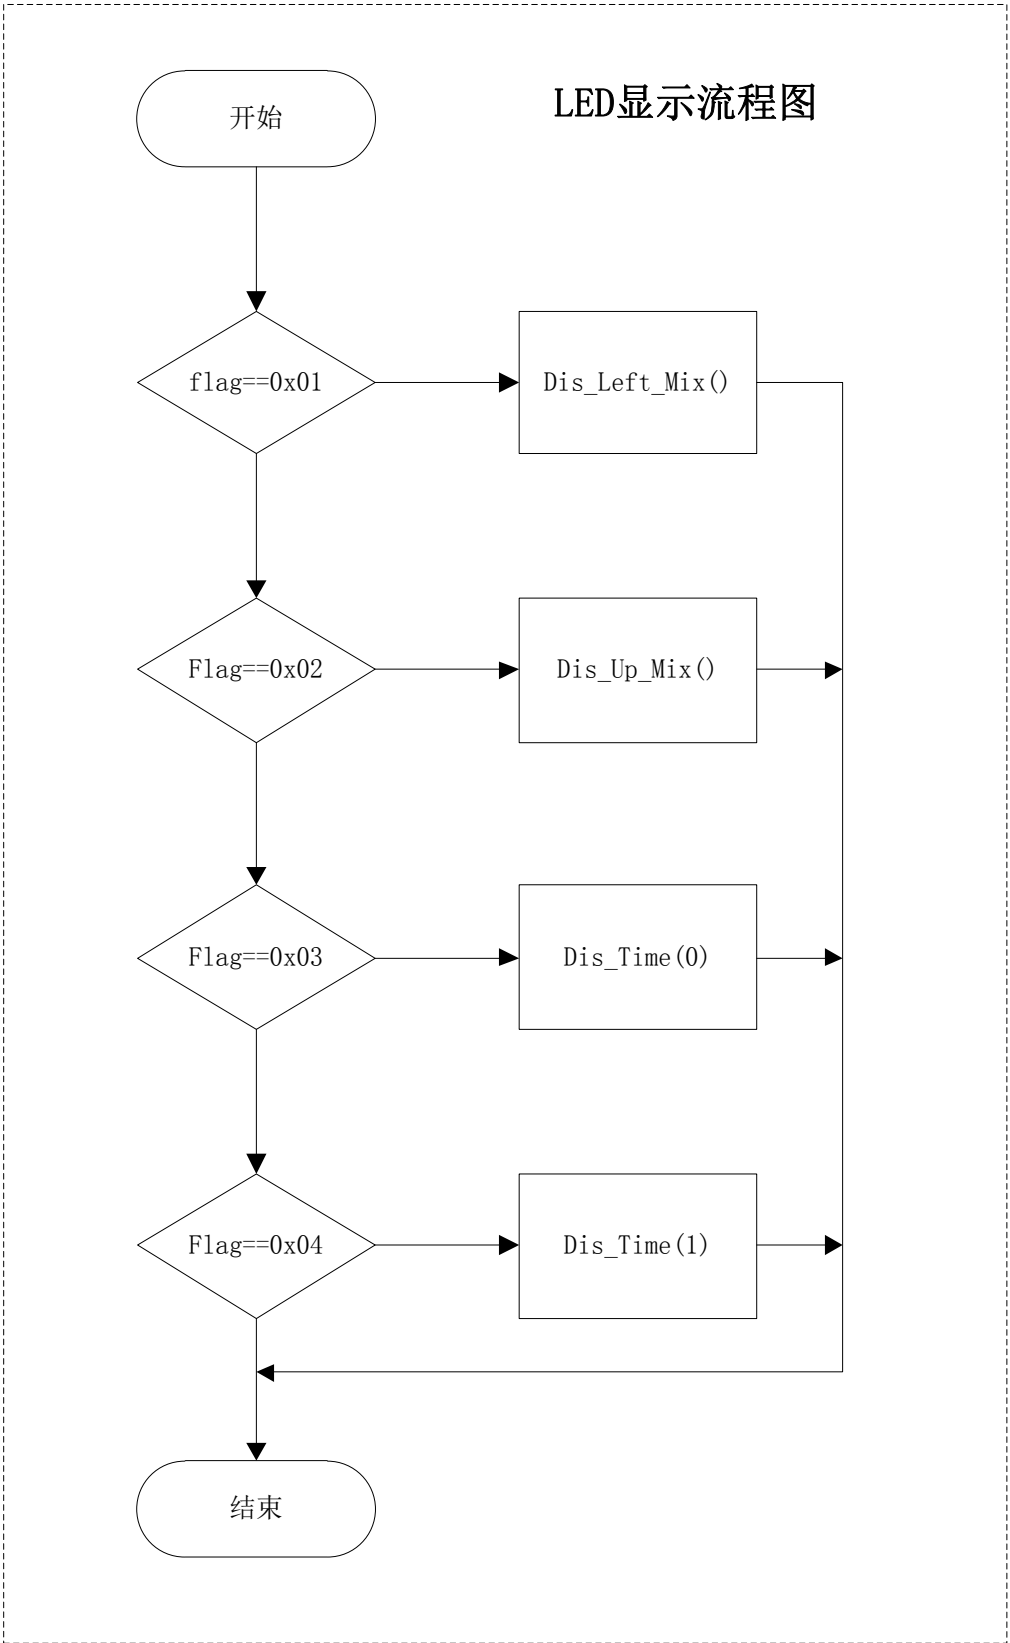 LED显示流程图
开始
flag==0x01
Dis_Left_Mix()
Flag==0x02
Dis_Up_Mix()
Flag==0x03
Dis_Time(0)
Flag==0x04
Dis_Time(1)
结束